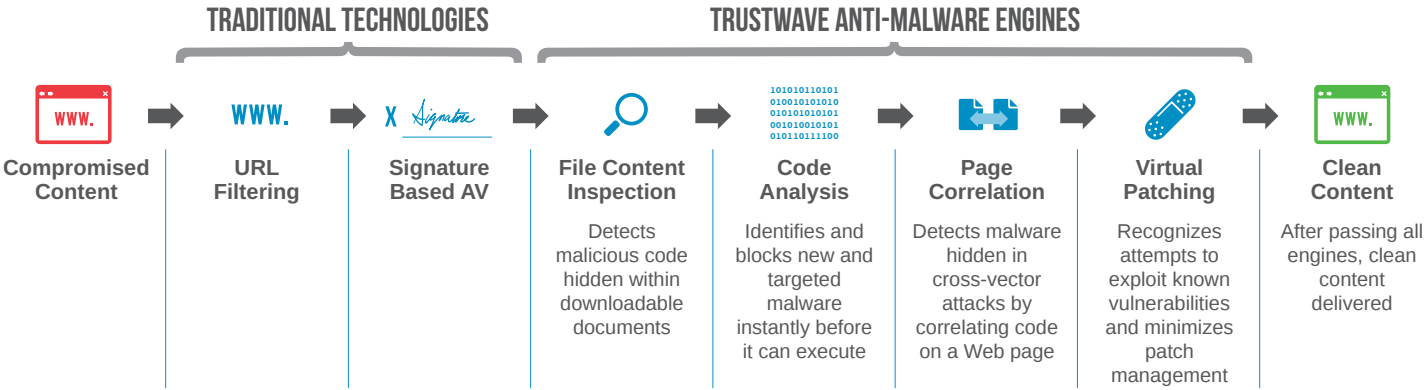 TRADITIONAL TECHNOLOGIES
TRUSTWAVE ANTI-MALWARE ENGINES
WWW.
Compromised
Content
WWW.
URL
Filtering
X Signature
Signature
Based AV
File Content
Inspection
Detects
malicious code
hidden within
downloadable
documents
101010110101
010010101010
010101010101
001010010101
010110111100
Code
Analysis
Identifies and
blocks new and
targeted
malware
instantly before
it can execute
Page
Correlation
Detects malware
hidden in
cross-vector
attacks by
correlating code
on a Web page
Virtual
Patching
Recognizes
attempts to
exploit known
vulnerabilities
and minimizes
patch
management
WWW.
Clean
Content
After passing all
engines, clean
content
delivered